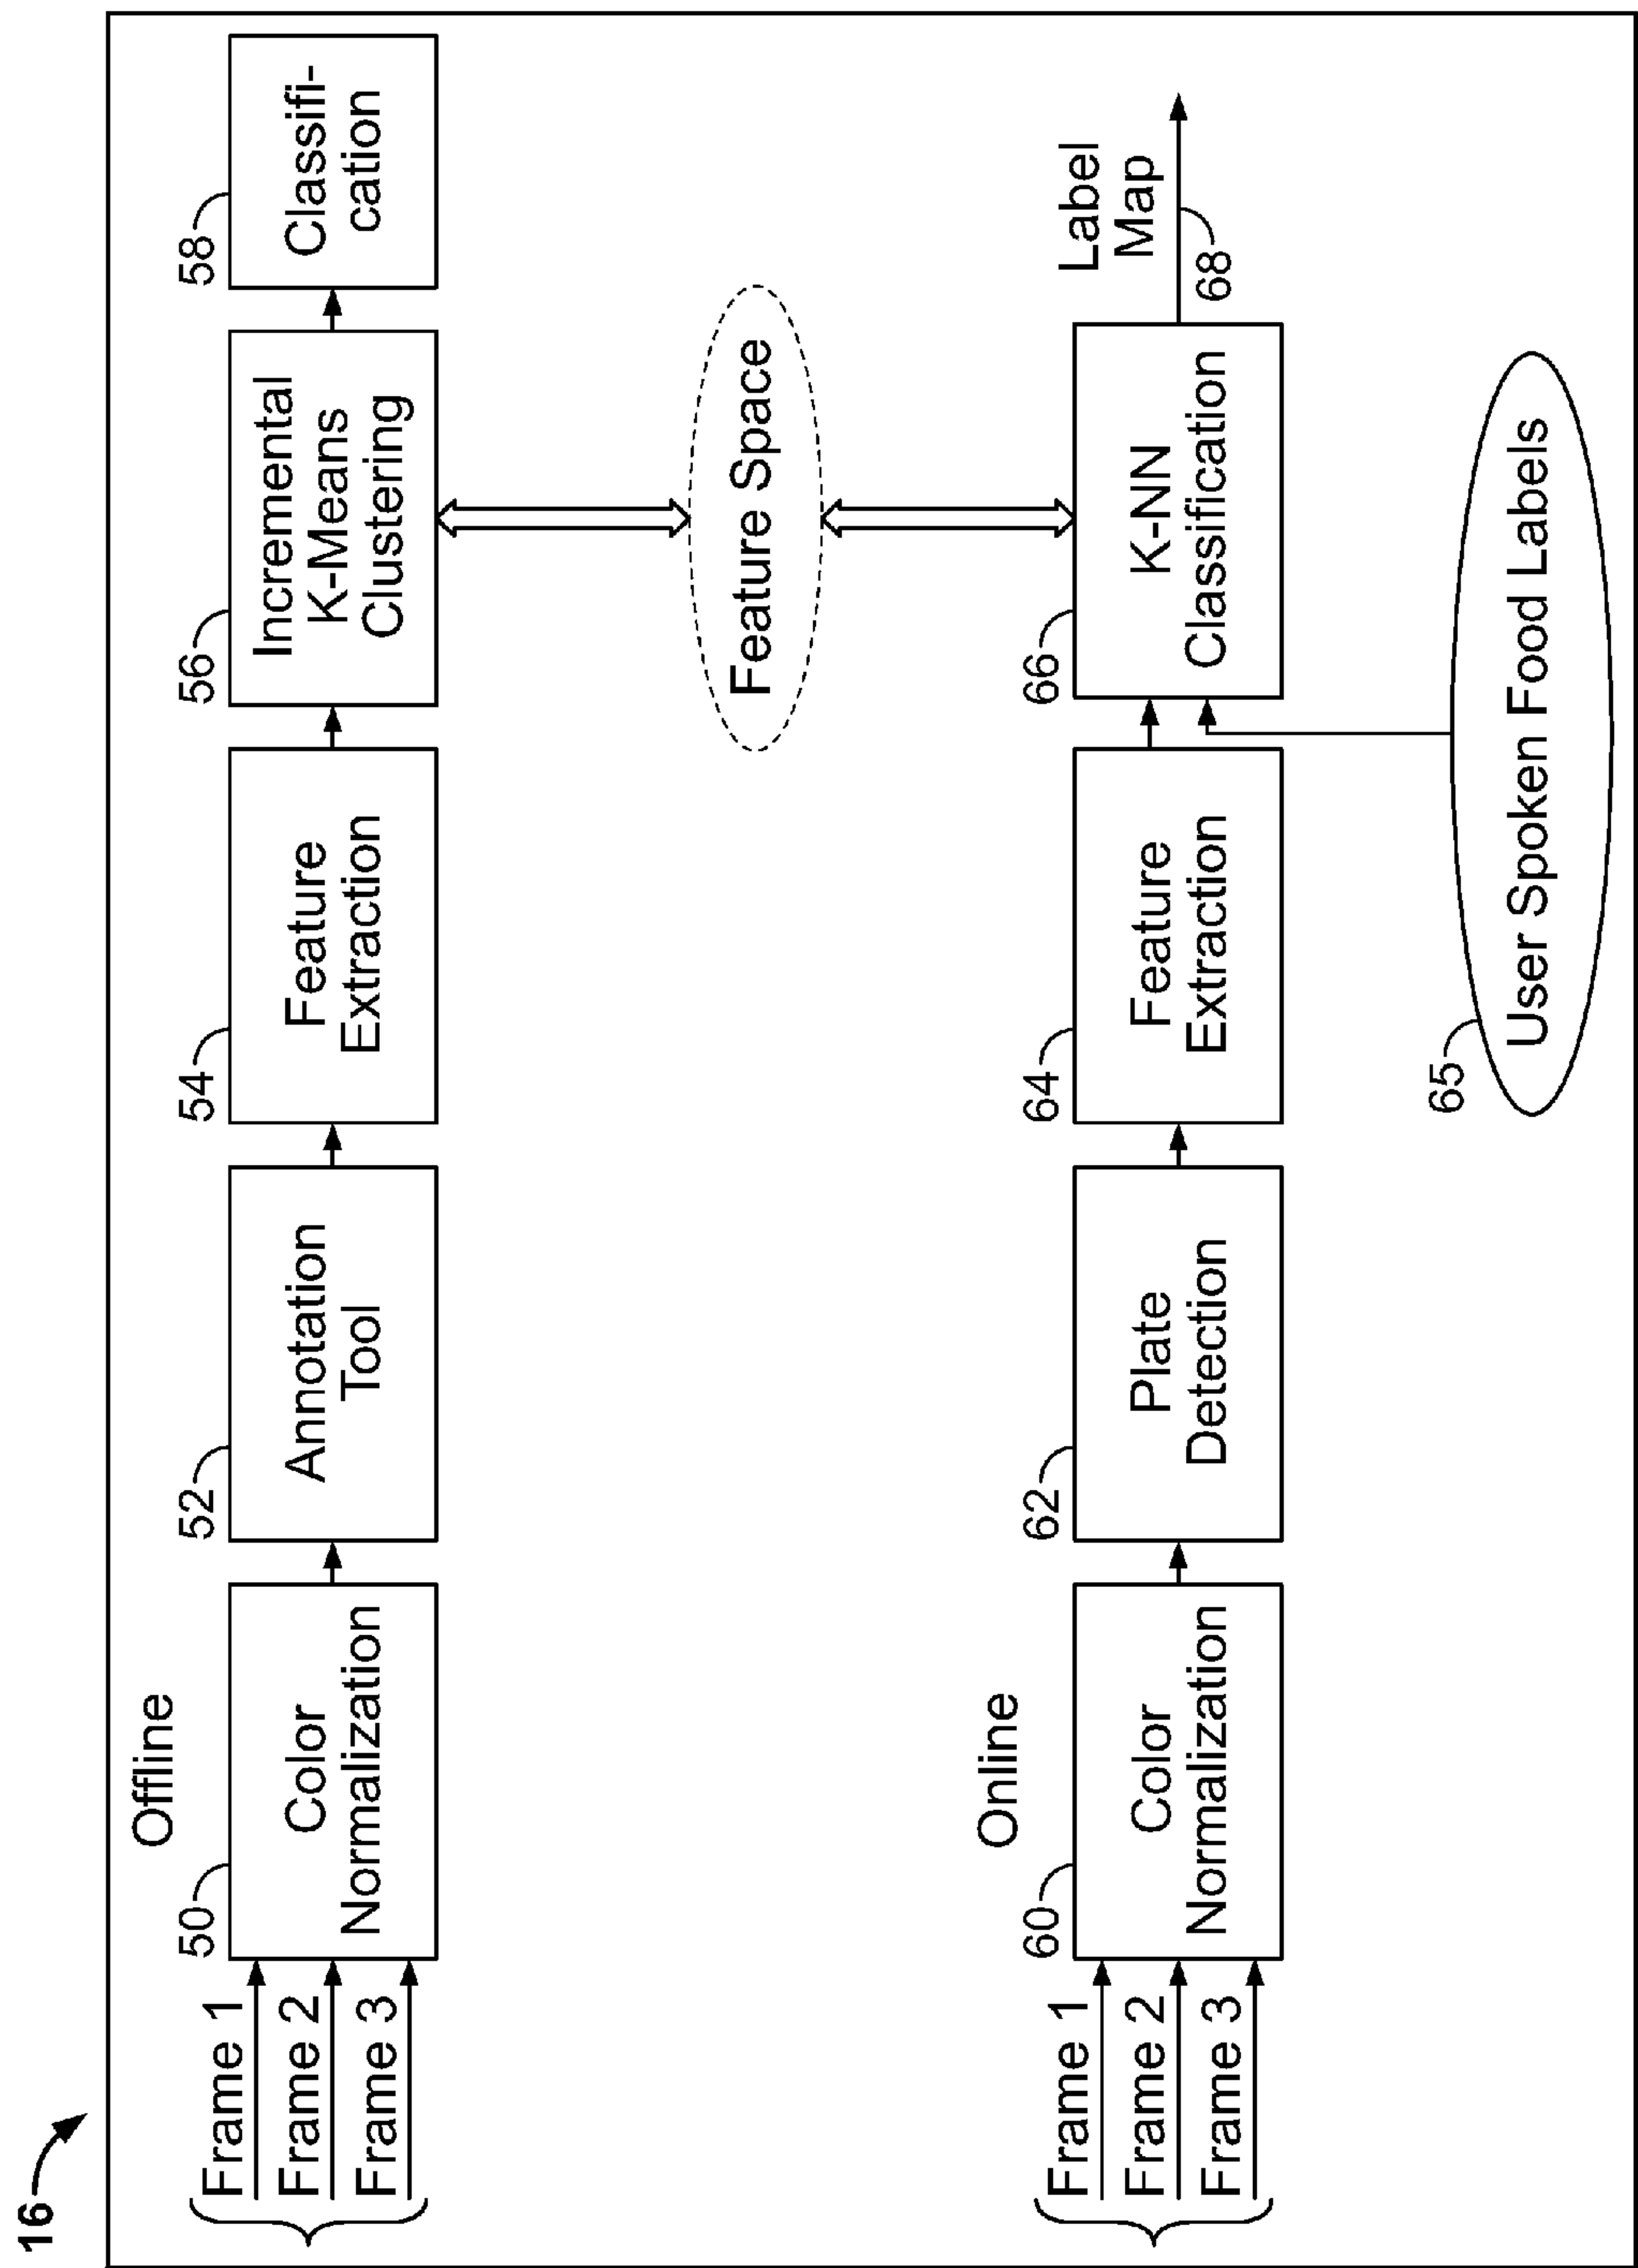 16
Offline
Frame 1
Frame 2
Frame 3
50
Color
Normalization
52
Annotation
Tool
54
Feature
Extraction
56
Incremental
K-Means
Clustering
58
Classifi-
cation
Feature Space
Online
Frame 1
Frame 2
Frame 3
60
Color
Normalization
62
Plate
Detection
64
Feature
Extraction
66
K-NN
Classification
Label
Map
68
65
User Spoken Food Labels